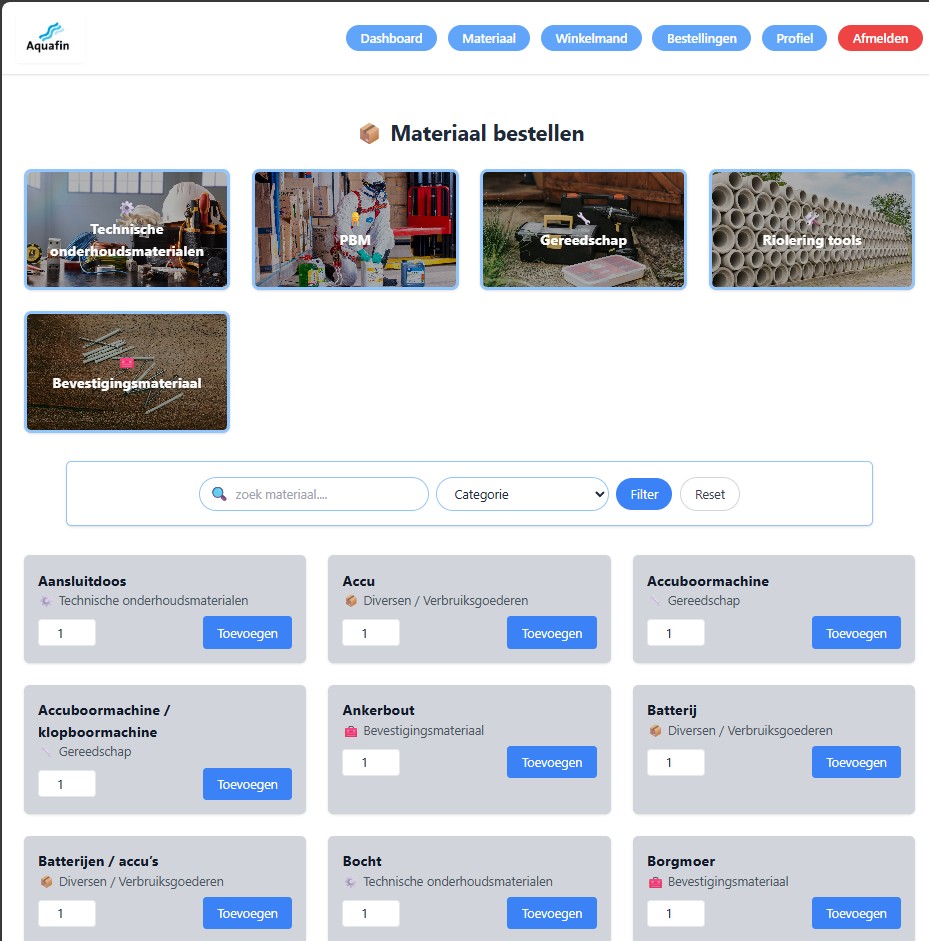 Aquafin
Dashboard
Materiaal
Winkelmand
Bestellingen
Profiel
Afmelden
Materiaal bestellen
Technische
onderhoudsmaterialen
PBM
Gereedschap
Riolering tools
Bevestigingsmateriaal
zoek materiaal....
Categorie
Filter
Reset
Aansluitdoos
Technische onderhoudsmaterialen
1
Toevoegen
Accu
Diversen / Verbruiksgoederen
1
Toevoegen
Accuboormachine
Gereedschap
1
Toevoegen
Accuboormachine /
klopboormachine
Gereedschap
1
Toevoegen
Ankerbout
Bevestigingsmateriaal
1
Toevoegen
Batterij
Diversen / Verbruiksgoederen
1
Toevoegen
Batterijen / accu's
Diversen / Verbruiksgoederen
1
Toevoegen
Bocht
Technische onderhoudsmaterialen
1
Toevoegen
Borgmoer
Bevestigingsmateriaal
1
Toevoegen